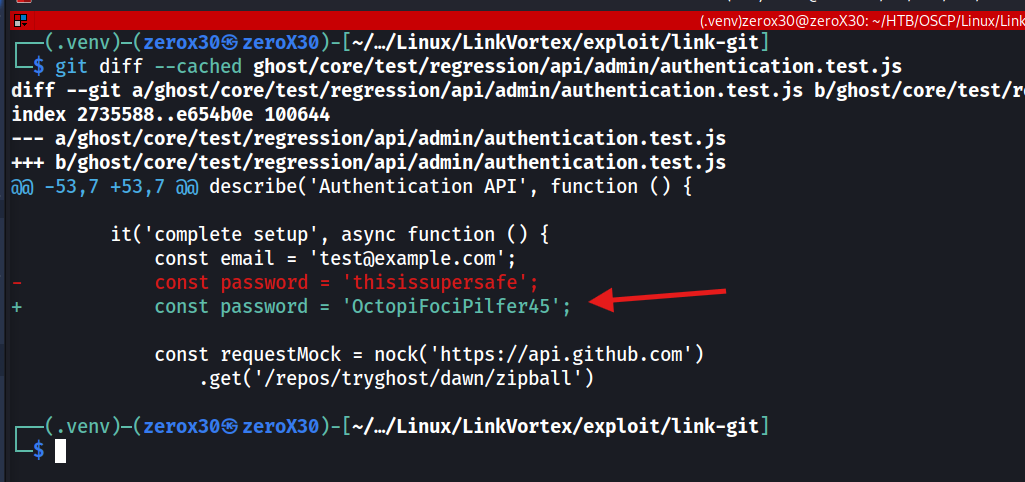 (.venv)zerox30@zeroX30: ~/HTB/OSCP/Linux/Link
┌──(.venv)─(zerox30㉿zeroX30)-[~/…/Linux/LinkVortex/exploit/link-git]
└─$ git diff --cached ghost/core/test/regression/api/admin/authentication.test.js
diff --git a/ghost/core/test/regression/api/admin/authentication.test.js b/ghost/core/test/r
index 2735588..e654b0e 100644
--- a/ghost/core/test/regression/api/admin/authentication.test.js
+++ b/ghost/core/test/regression/api/admin/authentication.test.js
@@ -53,7 +53,7 @@ describe('Authentication API', function () {
it('complete setup', async function () {
const email = 'test@example.com';
- const password = 'thisissupersafe';
+ const password = 'OctopiFociPilfer45';
const requestMock = nock('https://api.github.com')
.get('/repos/tryghost/dawn/zipball')
┌──(.venv)─(zerox30㉿zeroX30)-[~/…/Linux/LinkVortex/exploit/link-git]
└─$